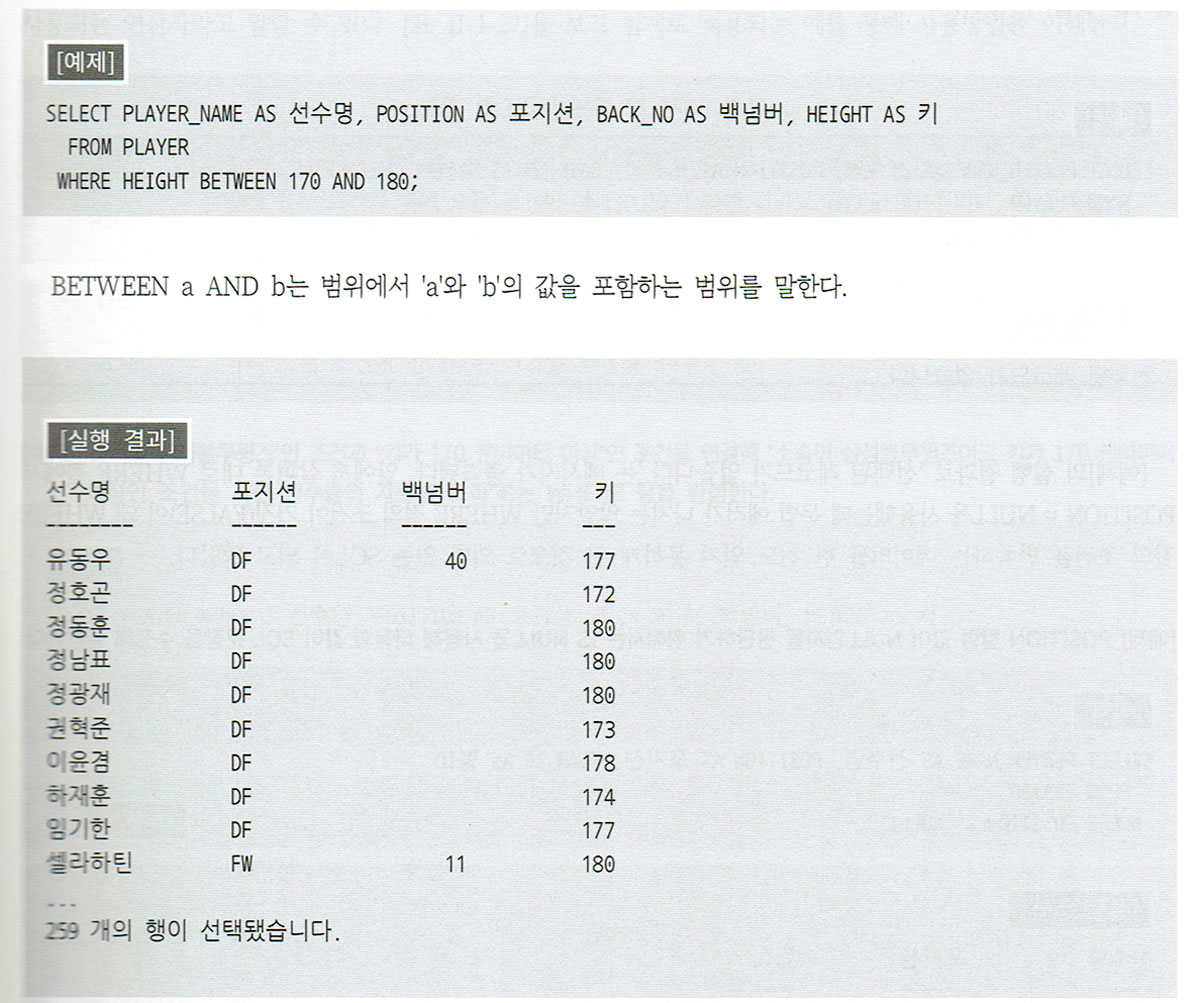 [예제]
SELECT PLAYER_NAME AS 선수명, POSITION AS 포지션, BACK_NO AS 백넘버, HEIGHT AS 키
FROM PLAYER
WHERE HEIGHT BETWEEN 170 AND 180;
BETWEEN a AND b는 범위에서 'a'와 'b'의 값을 포함하는 범위를 말한다.
[실행 결과]
선수명 포지션 백넘버 키
-------- ------ ------ ---
유동우 DF 40 177
정호곤 DF 172
정동훈 DF 180
정남표 DF 180
정광재 DF 180
권혁준 DF 173
이윤겸 DF 178
하재훈 DF 174
임기한 DF 177
셀라하틴 FW 11 180
...
259 개의 행이 선택됐습니다.